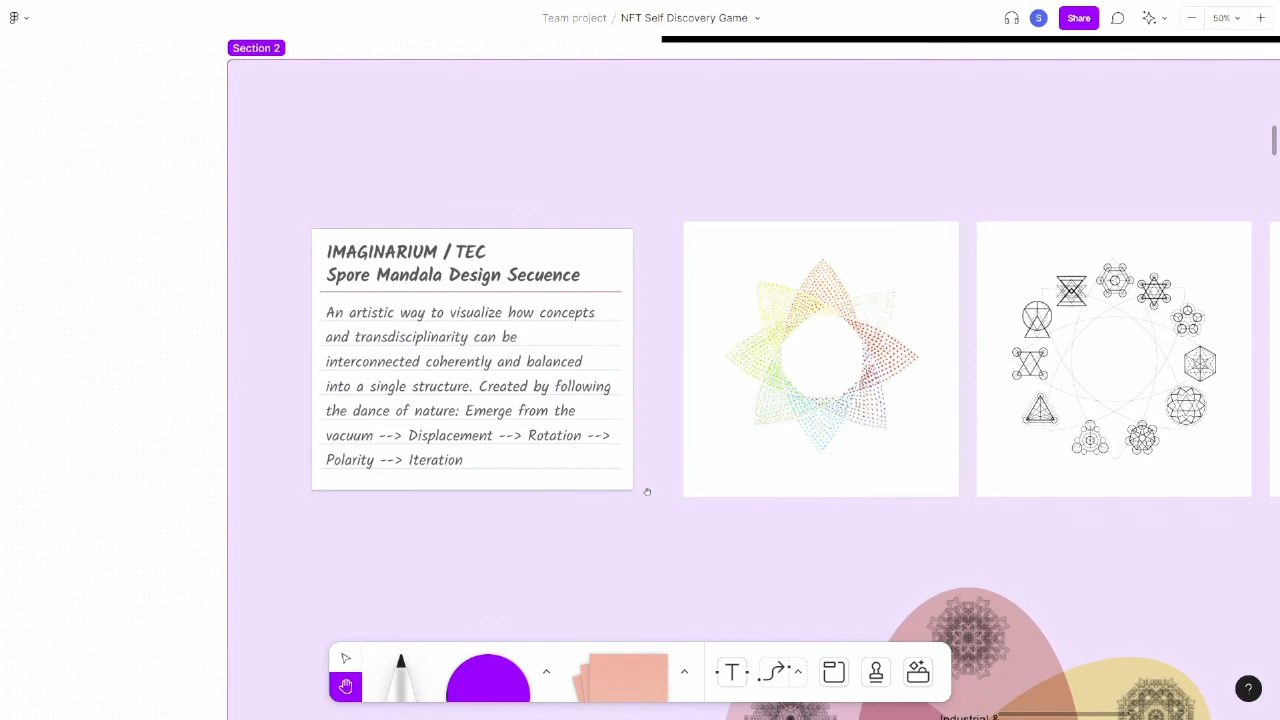 Team project / NFT Self Discovery Game
S
Share
50%
Section 2
IMAGINARIUM / TEC
Spore Mandala Design Secuence
An artistic way to visualize how concepts
and transdisciplinarity can be
interconnected coherently and balanced
into a single structure. Created by following
the dance of nature: Emerge from the
vacuum --> Displacement --> Rotation -->
Polarity --> Iteration
T
Industrial &
?